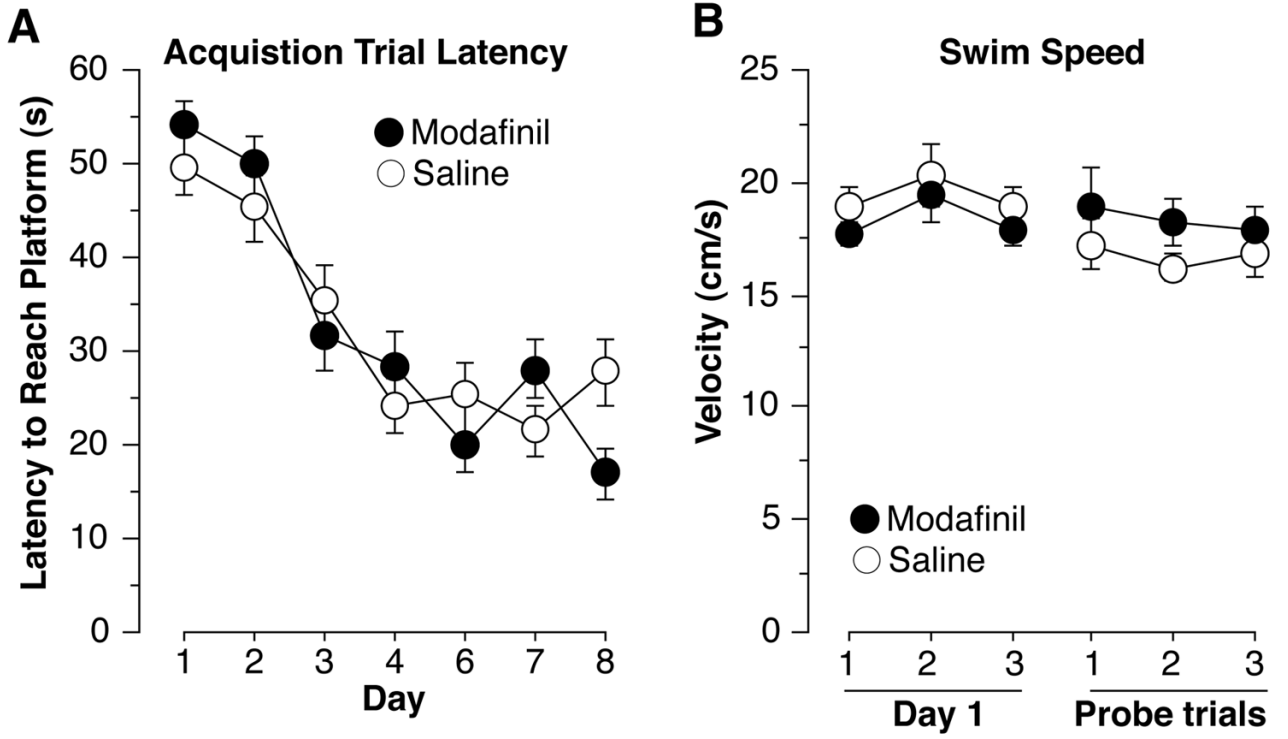 A
Acquistion Trial Latency
Latency to Reach Platform (s)
60
50
40
30
20
10
0
Modafinil
Saline
1 2 3 4 6 7 8
Day
B
Swim Speed
Velocity (cm/s)
25
20
15
10
5
0
Modafinil
Saline
1 2 3 1 2 3
Day 1 Probe trials